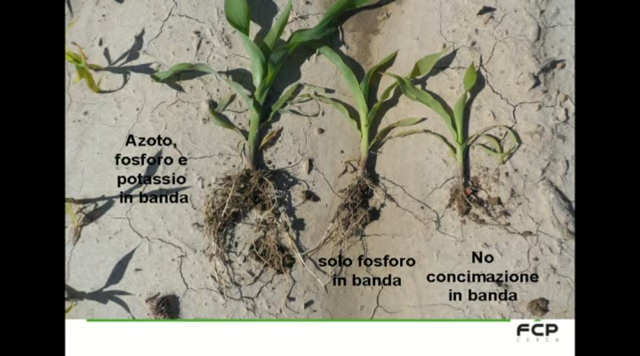 Azoto,
fosforo e
potassio
in banda
solo fosforo
in banda
No
concimazione
in banda
FCP
CEREA